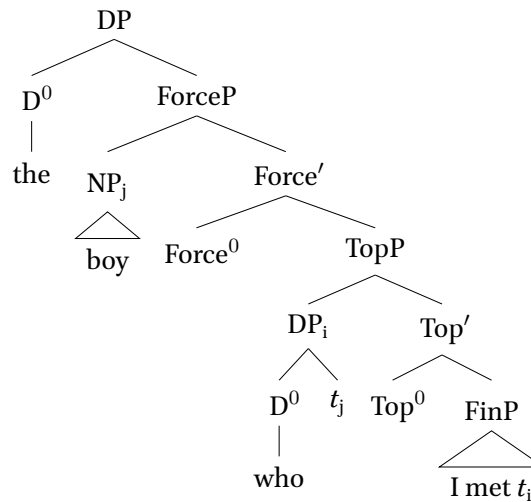 DP
D⁰ ForceP
the NPⱼ Force′
boy Force⁰ TopP
DPᵢ Top′
D⁰ tⱼ Top⁰ FinP
who I met tᵢ